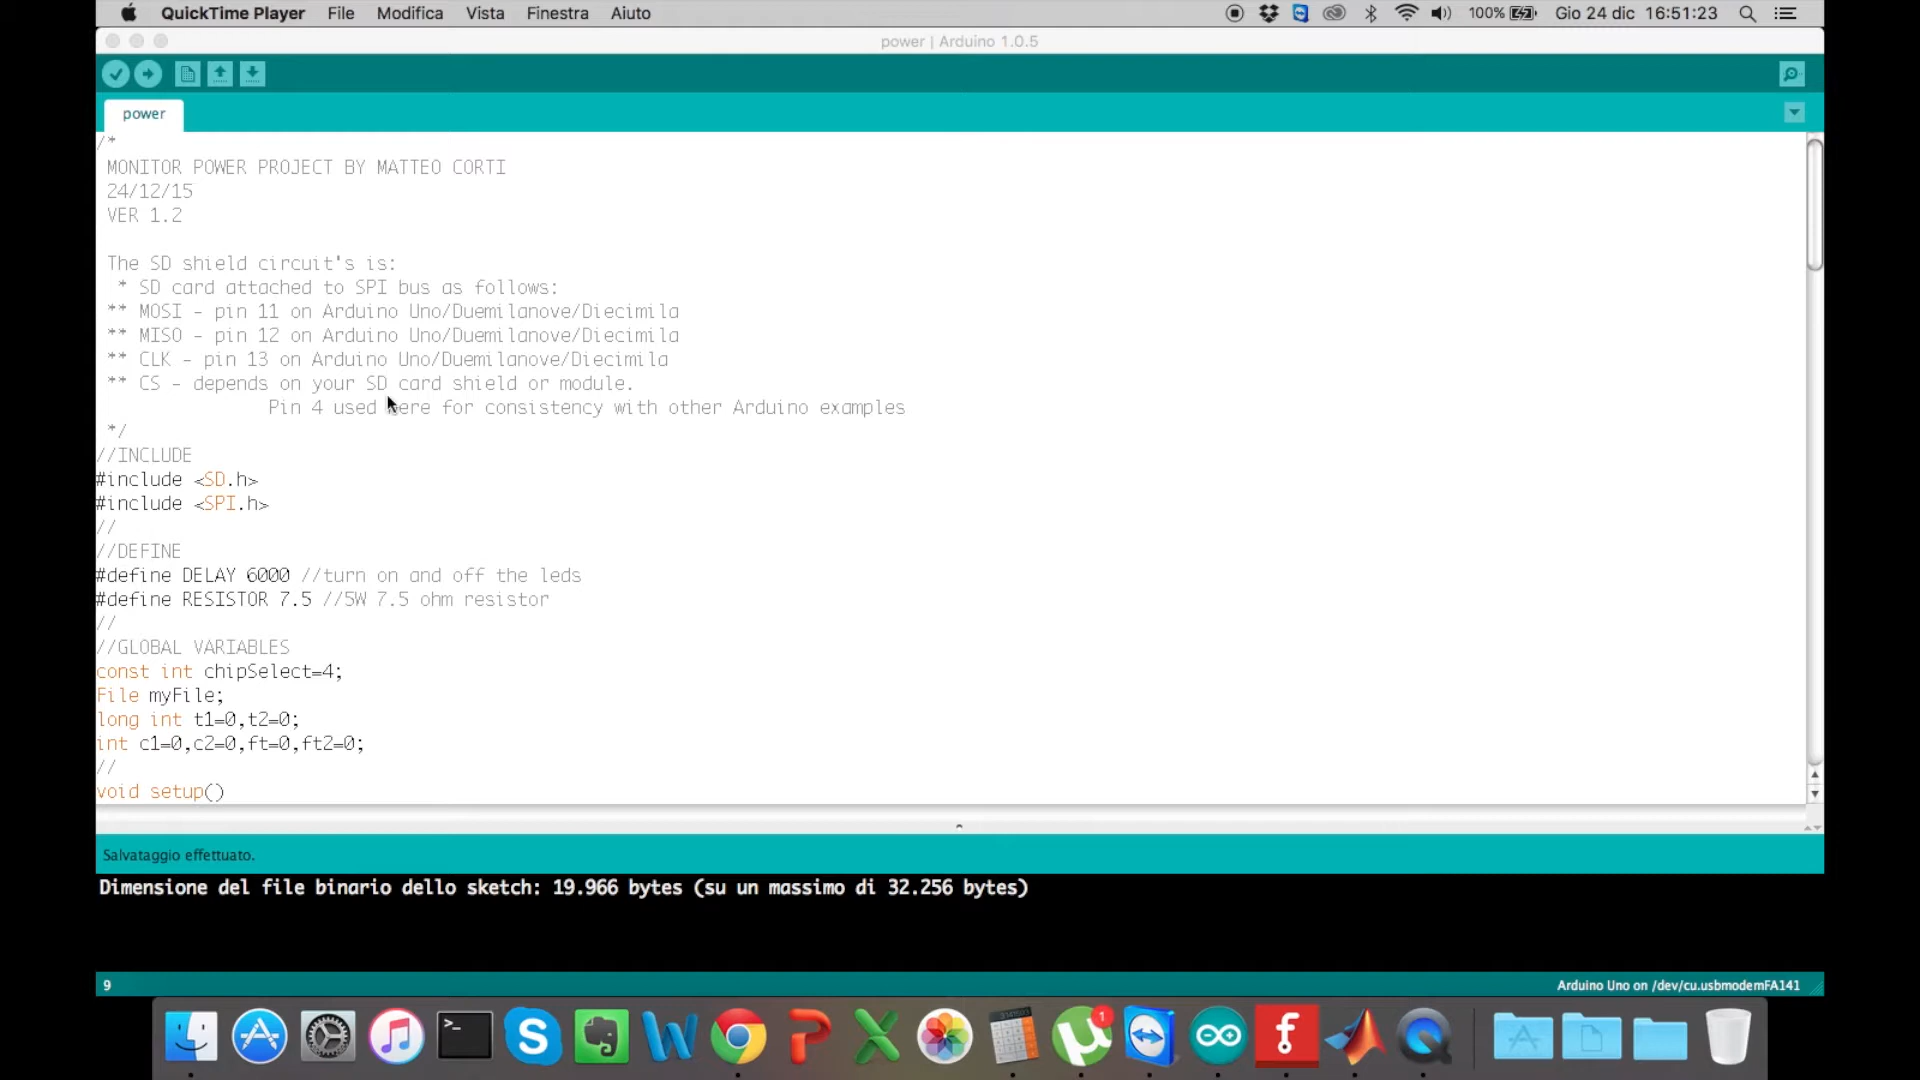 QuickTime Player File Modifica Vista Finestra Aiuto 100% Gio 24 dic 16:51:23
power | Arduino 1.0.5
power
/*
MONITOR POWER PROJECT BY MATTEO CORTI
24/12/15
VER 1.2
The SD shield circuit's is:
* SD card attached to SPI bus as follows:
** MOSI - pin 11 on Arduino Uno/Duemilanove/Diecimila
** MISO - pin 12 on Arduino Uno/Duemilanove/Diecimila
** CLK - pin 13 on Arduino Uno/Duemilanove/Diecimila
** CS - depends on your SD card shield or module.
Pin 4 used here for consistency with other Arduino examples
*/
//INCLUDE
#include <SD.h>
#include <SPI.h>
//
//DEFINE
#define DELAY 6000 //turn on and off the leds
#define RESISTOR 7.5 //5W 7.5 ohm resistor
//
//GLOBAL VARIABLES
const int chipSelect=4;
File myFile;
long int t1=0,t2=0;
int c1=0,c2=0,ft=0,ft2=0;
//
void setup()
Salvataggio effettuato.
Dimensione del file binario dello sketch: 19.966 bytes (su un massimo di 32.256 bytes)
9 Arduino Uno on /dev/cu.usbmodemFA141
1